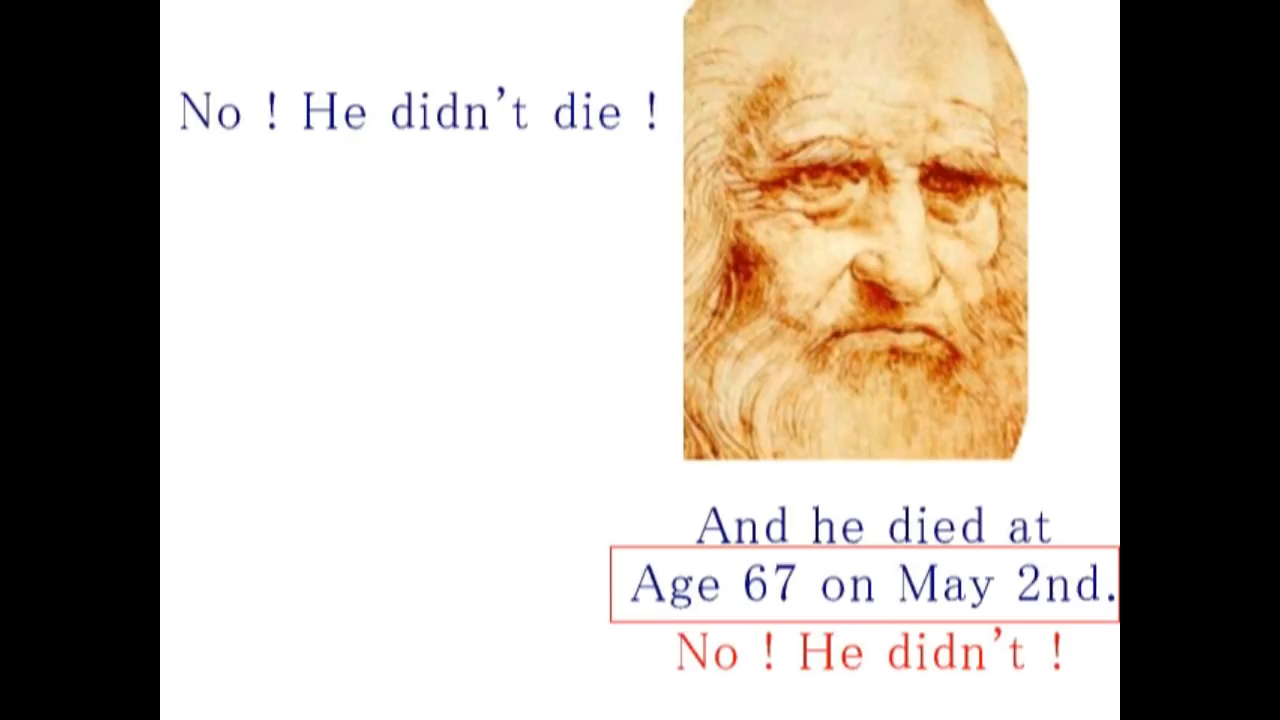 No ! He didn’t die !
And he died at
Age 67 on May 2nd.
No ! He didn’t !